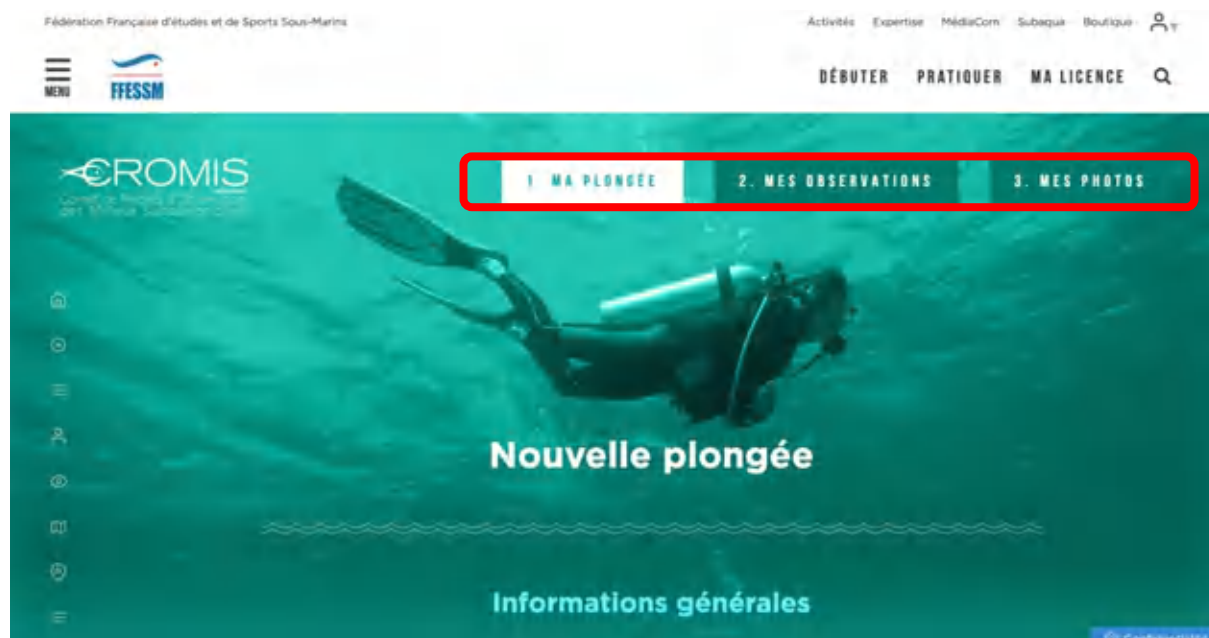 Fédération Française d'études et de Sports Sous-Marins
Activités Expertise MédiaCom Subaqua Boutique
MENU FFESSM DÉBUTER PRATIQUER MA LICENCE
CROMIS
1 MA PLONGÉE 2. MES OBSERVATIONS 3. MES PHOTOS
Nouvelle plongée
Informations générales